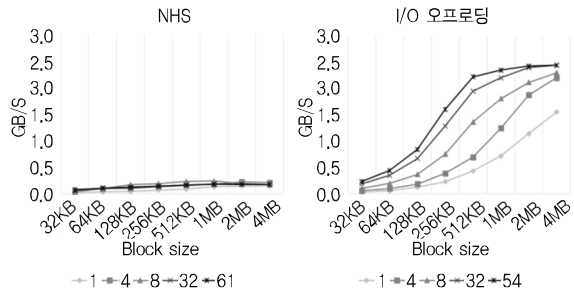 NHS
I/O 오프로딩
GB/S
3.0
2.5
3.0
1.5
1.0
0.5
0.0
32KB
64KB
128KB
256KB
512KB
1MB
2MB
4MB
Block size
1 4 8 32 61
GB/S
3.0
2.5
3.0
1.5
1.0
0.5
0.0
32KB
64KB
128KB
256KB
512KB
1MB
2MB
4MB
Block size
1 4 8 32 54